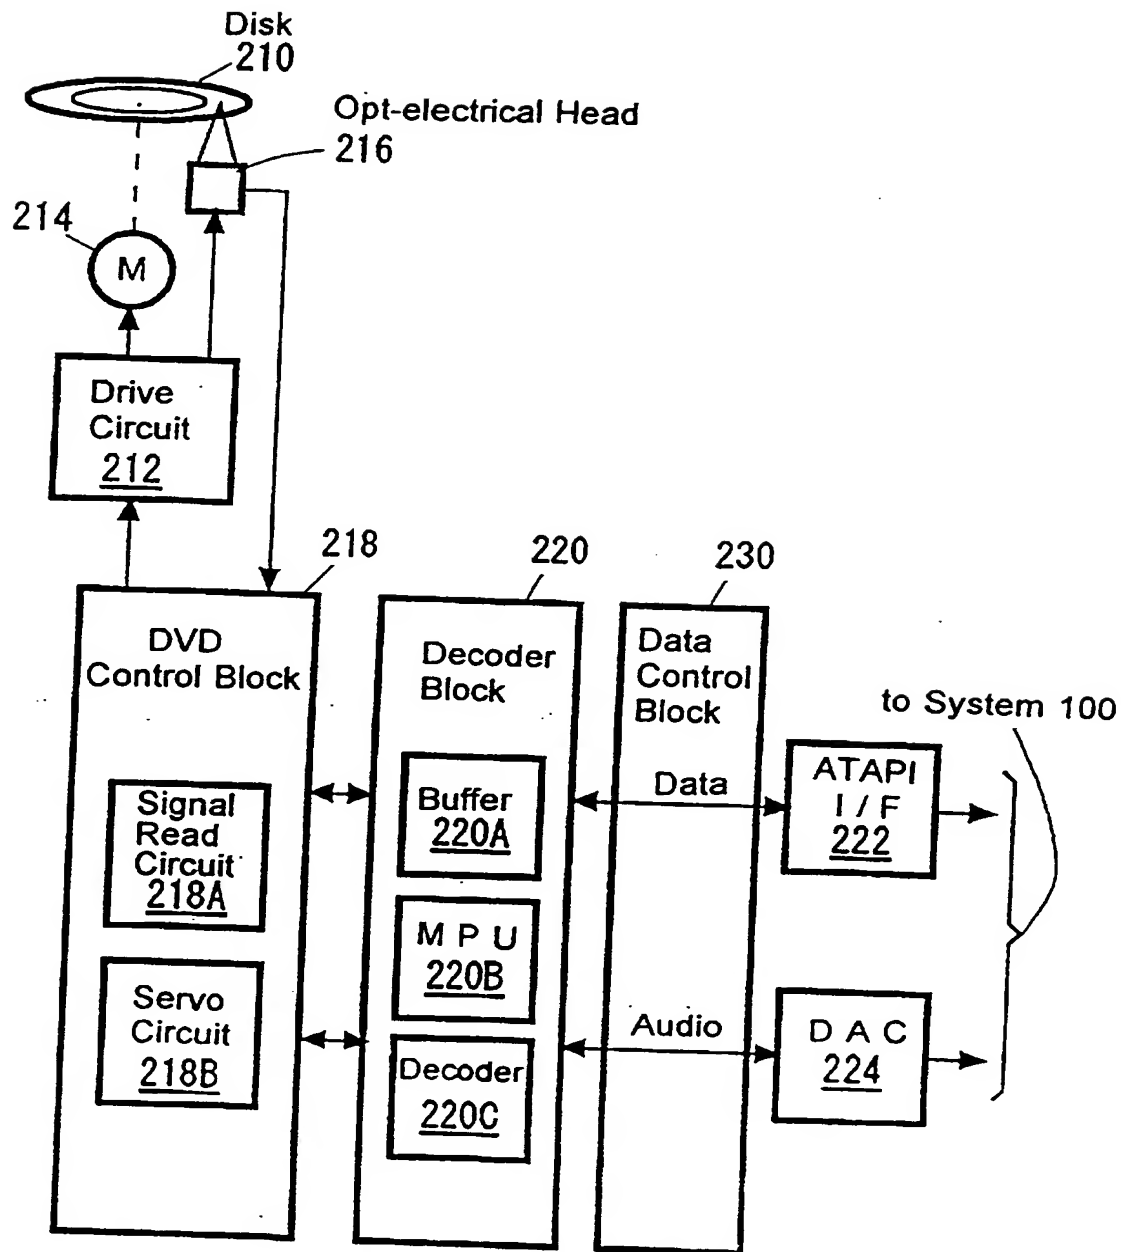 Disk
210
Opt-electrical Head
216
214
M
Drive
Circuit
212
218
220
230
DVD
Control Block
Decoder
Block
Data
Control
Block
to System 100
Signal
Read
Circuit
218A
Buffer
220A
Data
ATAPI
I / F
222
M P U
220B
Servo
Circuit
218B
Decoder
220C
Audio
D A C
224